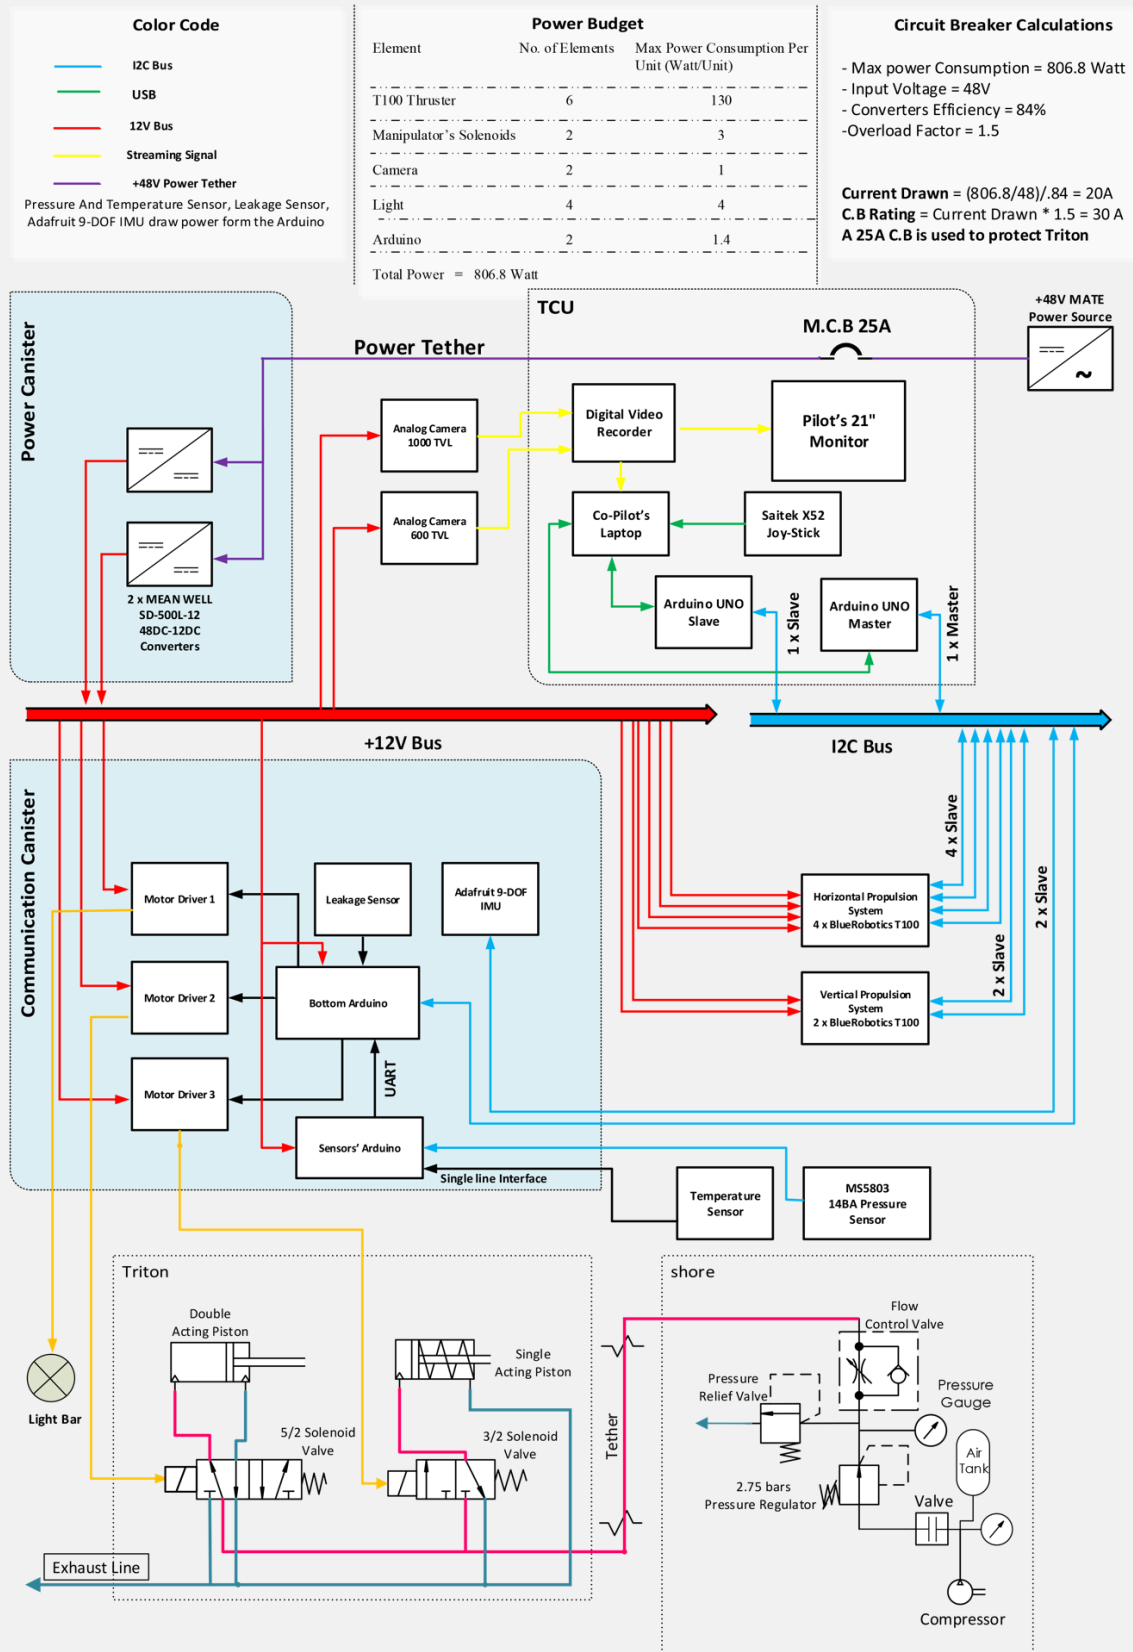 Color Code
I2C Bus
USB
12V Bus
Streaming Signal
+48V Power Tether
Pressure And Temperature Sensor, Leakage Sensor,
Adafruit 9-DOF IMU draw power form the Arduino
Power Budget
Element No. of Elements Max Power Consumption Per
Unit (Watt/Unit)
T100 Thruster 6 130
Manipulator's Solenoids 2 3
Camera 2 1
Light 4 4
Arduino 2 1.4
Total Power = 806.8 Watt
Circuit Breaker Calculations
- Max power Consumption = 806.8 Watt
- Input Voltage = 48V
- Converters Efficiency = 84%
-Overload Factor = 1.5
Current Drawn = (806.8/48)/.84 = 20A
C.B Rating = Current Drawn * 1.5 = 30 A
A 25A C.B is used to protect Triton
Power Canister
2 x MEAN WELL
SD-500L-12
48DC-12DC
Converters
Power Tether
TCU
M.C.B 25A
+48V MATE
Power Source
~
Analog Camera
1000 TVL
Analog Camera
600 TVL
Digital Video
Recorder
Pilot's 21"
Monitor
Co-Pilot's
Laptop
Saitek X52
Joy-Stick
Arduino UNO
Slave
Arduino UNO
Master
1 x Slave
1 x Master
+12V Bus
I2C Bus
Communication Canister
Motor Driver 1
Motor Driver 2
Motor Driver 3
Leakage Sensor
Adafruit 9-DOF
IMU
Bottom Arduino
UART
Sensors' Arduino
Single line Interface
4 x Slave
2 x Slave
2 x Slave
Horizontal Propulsion
System
4 x BlueRobotics T100
Vertical Propulsion
System
2 x BlueRobotics T100
Temperature
Sensor
MS5803
14BA Pressure
Sensor
Triton
Double
Acting Piston
Single
Acting Piston
5/2 Solenoid
Valve
3/2 Solenoid
Valve
Light Bar
Exhaust Line
Tether
shore
Flow
Control Valve
Pressure
Relief Valve
Pressure
Gauge
2.75 bars
Pressure Regulator
Air
Tank
Valve
Compressor